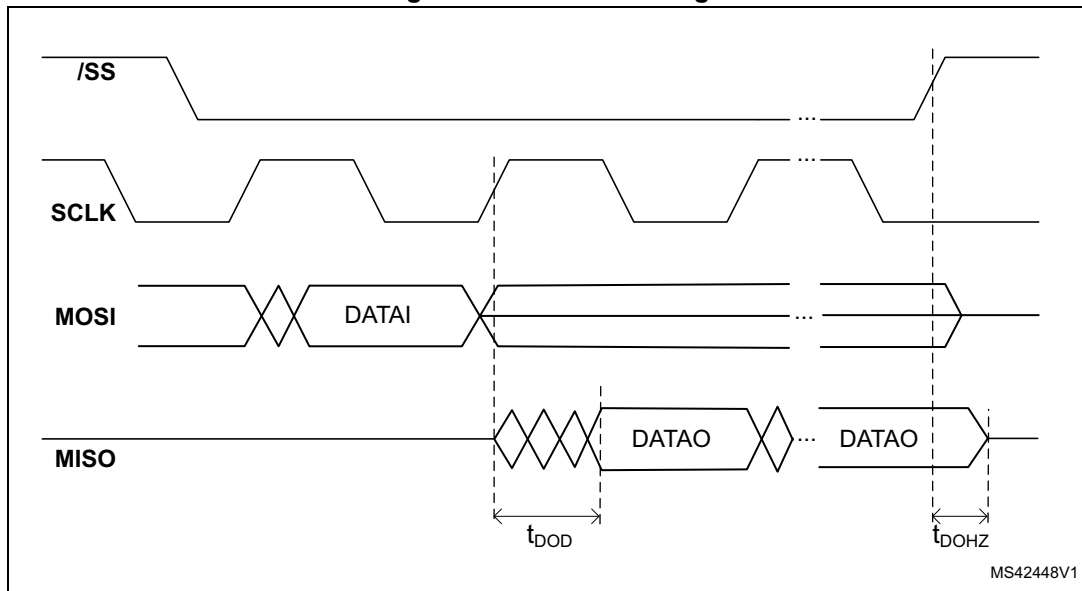 /SS
...
...
SCLK
MOSI
DATAI
...
MISO
DATAO
...
DATAO
tDOD
tDOHZ
MS42448V1